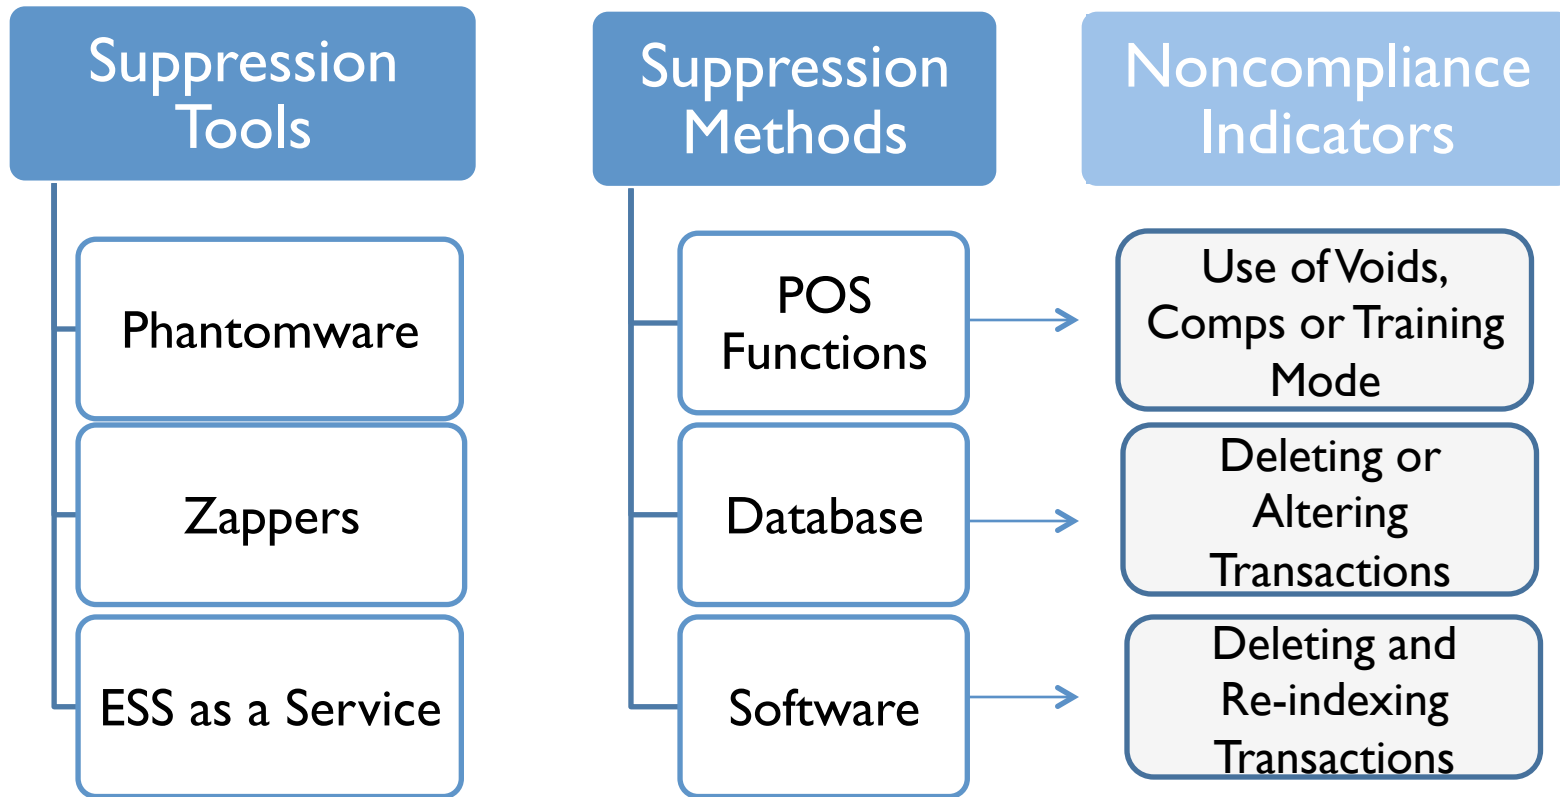 Suppression
Tools
Phantomware
Zappers
ESS as a Service
Suppression
Methods
POS
Functions
Database
Software
Noncompliance
Indicators
Use of Voids,
Comps or Training
Mode
Deleting or
Altering
Transactions
Deleting and
Re-indexing
Transactions